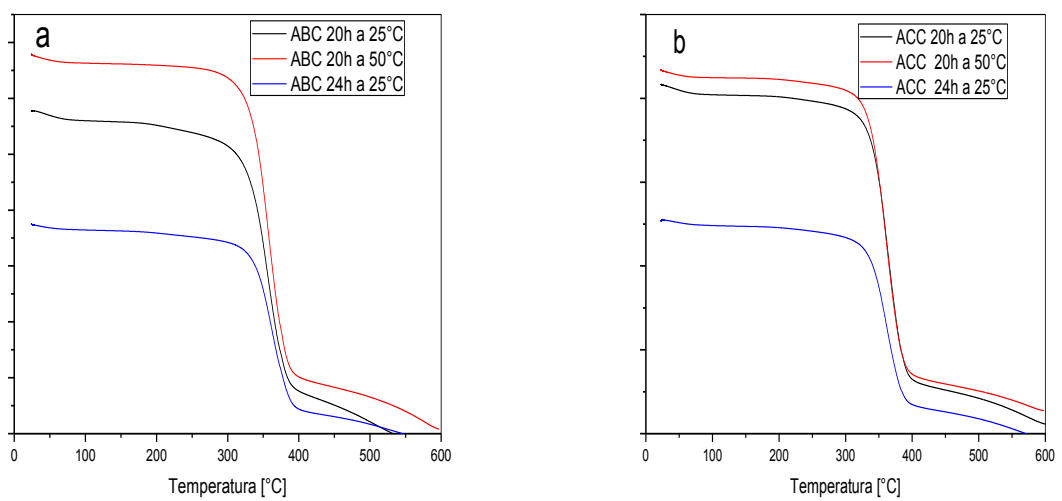 a
ABC 20h a 25°C
ABC 20h a 50°C
ABC 24h a 25°C
0 100 200 300 400 500 600
Temperatura [°C]
b
ACC 20h a 25°C
ACC 20h a 50°C
ACC 24h a 25°C
0 100 200 300 400 500 600
Temperatura [°C]